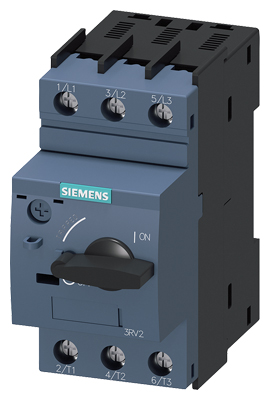 1/L1 3/L2 5/L3
SIEMENS
I ON
3RV2
2/T1 4/T2 6/T3